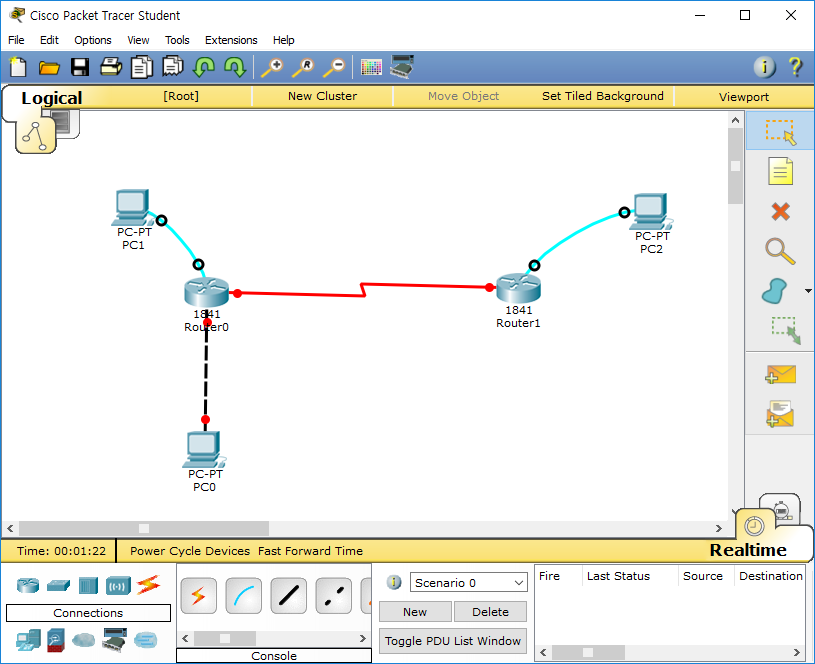 Cisco Packet Tracer Student
File Edit Options View Tools Extensions Help
Logical [Root] New Cluster Move Object Set Tiled Background Viewport
PC-PT
PC1
PC-PT
PC2
1841
Router0
1841
Router1
PC-PT
PC0
Time: 00:01:22 Power Cycle Devices Fast Forward Time Realtime
Connections
Console
Scenario 0
New Delete
Toggle PDU List Window
Fire Last Status Source Destination